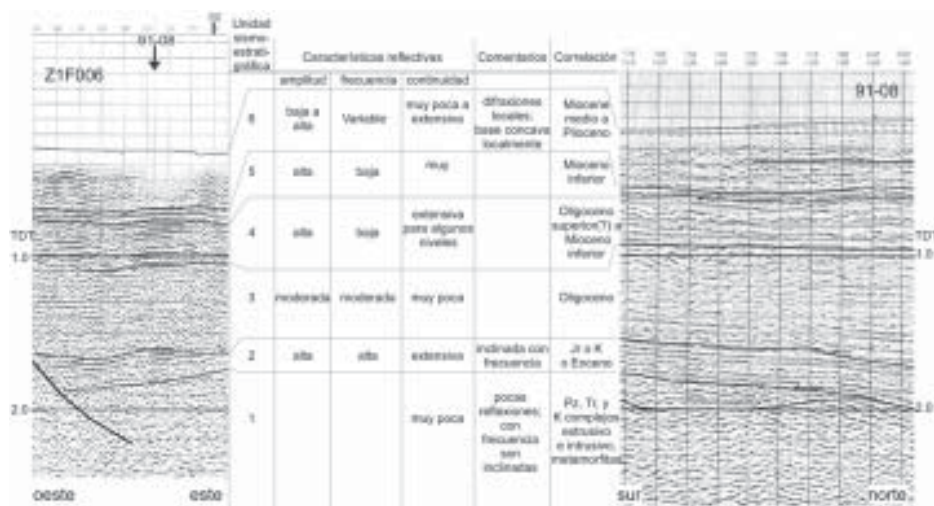 91-08
Z1F006
TDT
1.0
2.0
oeste este
Unidad
sismo-
estrati-
gráfica
Características reflectivas
Comentarios
Correlación
amplitud frecuencia continuidad
6
baja a
alta
Variable
muy poca a
extensiva
difracciones
locales;
base concava
localmente
Mioceno
medio a
Plioceno
5
alta
baja
muy
Mioceno
inferior
4
alta
baja
extensiva
para algunos
niveles
Oligoceno
superior(?) a
Mioceno
inferior
3
moderada
moderada
muy poca
Oligoceno
2
alta
alta
extensiva
inclinada con
frecuencia
Jr o K
o Eoceno
1
muy poca
pocas
reflexiones;
con
frecuencia
son
inclinadas
Pz, Tr, y
K complejos
extrusivo
o intrusivo,
metamorfitas
91-08
TDT
1.0
2.0
sur norte